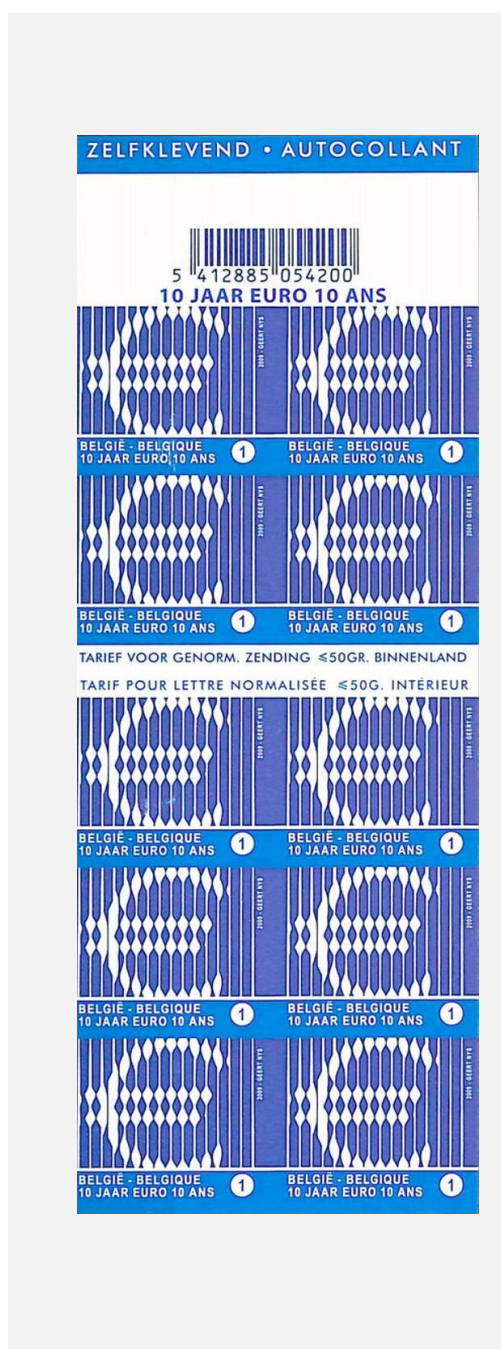 ZELFKLEVEND • AUTOCOLLANT
5 412885 054200
10 JAAR EURO 10 ANS
2009 - GEERT NYS
2009 - GEERT NYS
BELGIË - BELGIQUE
10 JAAR EURO 10 ANS
1
BELGIË - BELGIQUE
10 JAAR EURO 10 ANS
1
2009 - GEERT NYS
2009 - GEERT NYS
BELGIË - BELGIQUE
10 JAAR EURO 10 ANS
1
BELGIË - BELGIQUE
10 JAAR EURO 10 ANS
1
TARIEF VOOR GENORM. ZENDING ⩽50GR. BINNENLAND
TARIF POUR LETTRE NORMALISÉE ⩽50G. INTÉRIEUR
2009 - GEERT NYS
2009 - GEERT NYS
BELGIË - BELGIQUE
10 JAAR EURO 10 ANS
1
BELGIË - BELGIQUE
10 JAAR EURO 10 ANS
1
2009 - GEERT NYS
2009 - GEERT NYS
BELGIË - BELGIQUE
10 JAAR EURO 10 ANS
1
BELGIË - BELGIQUE
10 JAAR EURO 10 ANS
1
2009 - GEERT NYS
2009 - GEERT NYS
BELGIË - BELGIQUE
10 JAAR EURO 10 ANS
1
BELGIË - BELGIQUE
10 JAAR EURO 10 ANS
1